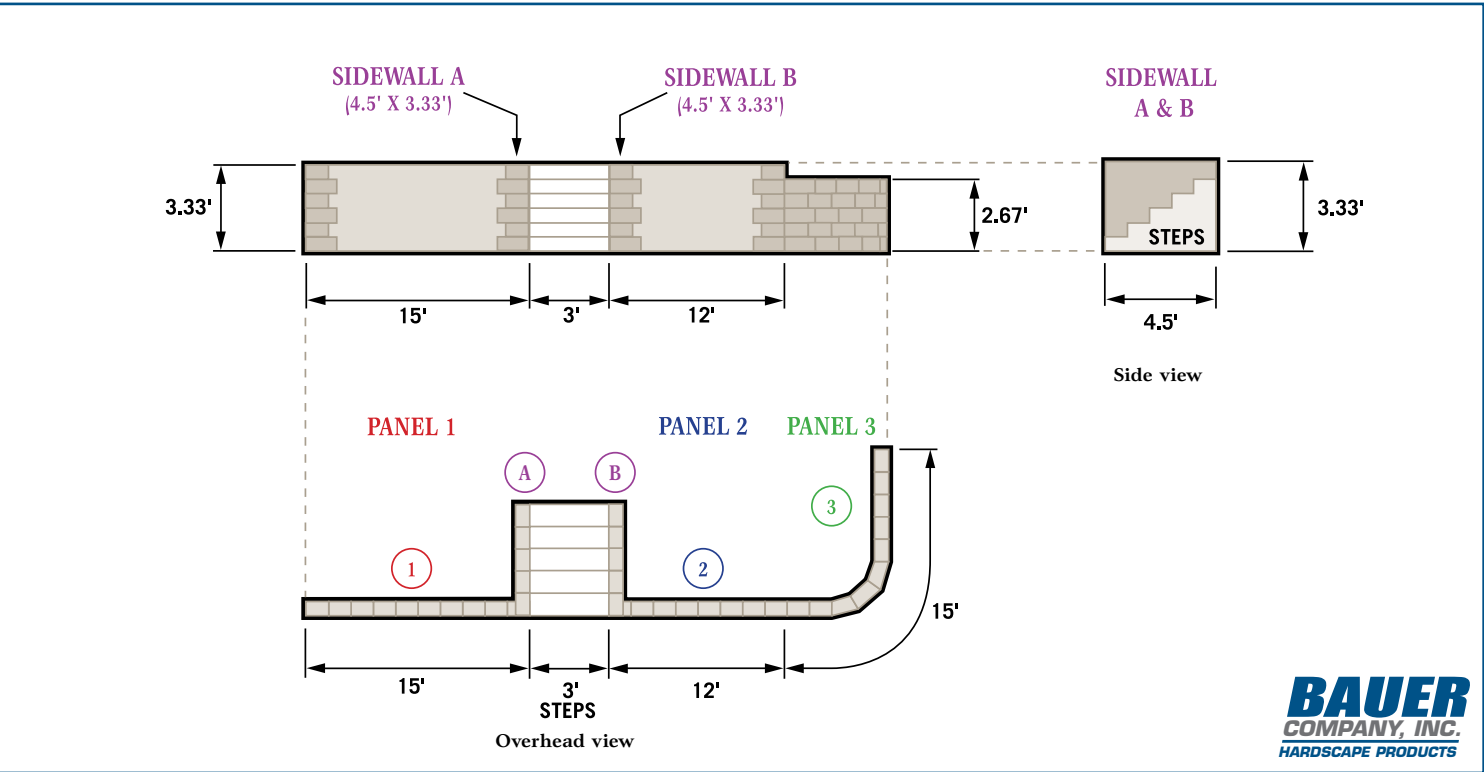 SIDEWALL A
(4.5' X 3.33')
SIDEWALL B
(4.5' X 3.33')
SIDEWALL
A & B
3.33'
2.67'
STEPS
3.33'
15'
3'
12'
4.5'
Side view
PANEL 1
PANEL 2
PANEL 3
A
B
3
1
2
15'
15'
3'
12'
STEPS
Overhead view
BAUER
COMPANY, INC.
HARDSCAPE PRODUCTS